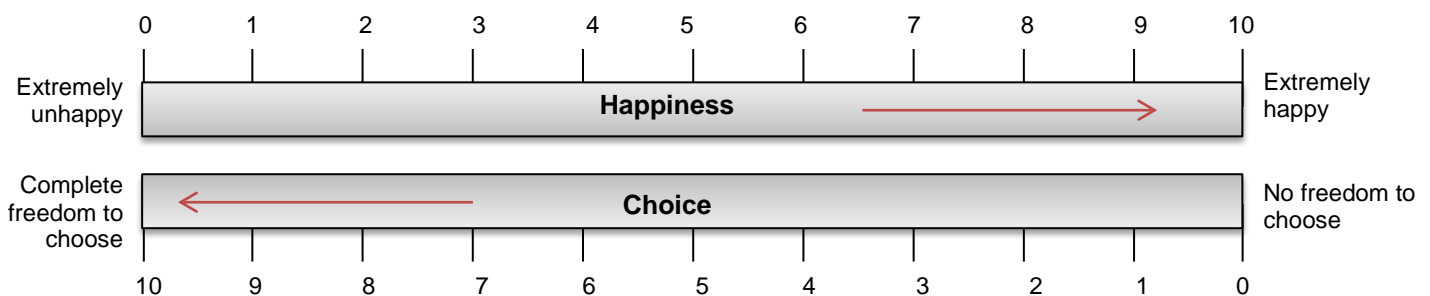 0 1 2 3 4 5 6 7 8 9 10
Extremely
unhappy
Happiness
Extremely
happy
Complete
freedom to
choose
Choice
No freedom to
choose
10 9 8 7 6 5 4 3 2 1 0